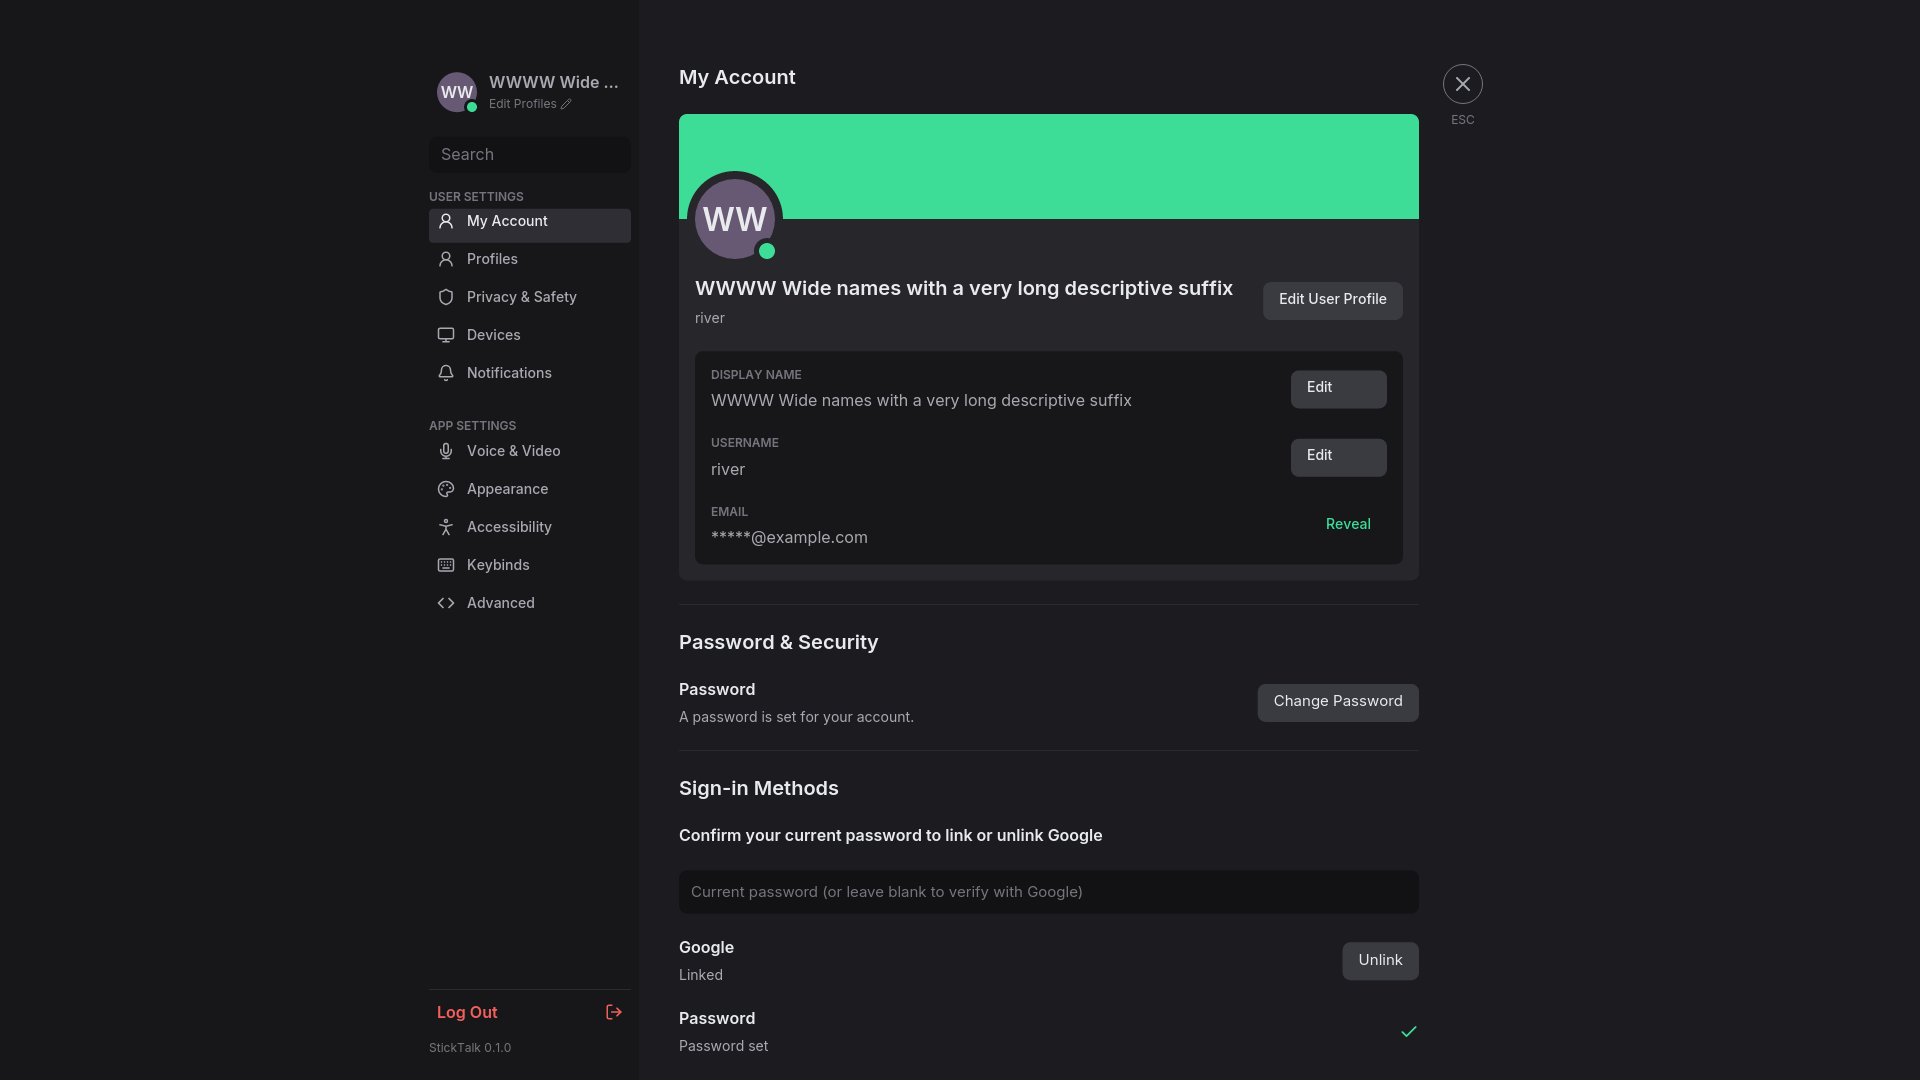 WW
WWWW Wide ...
Edit Profiles
Search
USER SETTINGS
My Account
Profiles
Privacy & Safety
Devices
Notifications
APP SETTINGS
Voice & Video
Appearance
Accessibility
Keybinds
Advanced
Log Out
StickTalk 0.1.0
My Account
ESC
WW
WWWW Wide names with a very long descriptive suffix
river
Edit User Profile
DISPLAY NAME
WWWW Wide names with a very long descriptive suffix
Edit
USERNAME
river
Edit
EMAIL
*****@example.com
Reveal
Password & Security
Password
A password is set for your account.
Change Password
Sign-in Methods
Confirm your current password to link or unlink Google
Current password (or leave blank to verify with Google)
Google
Linked
Unlink
Password
Password set